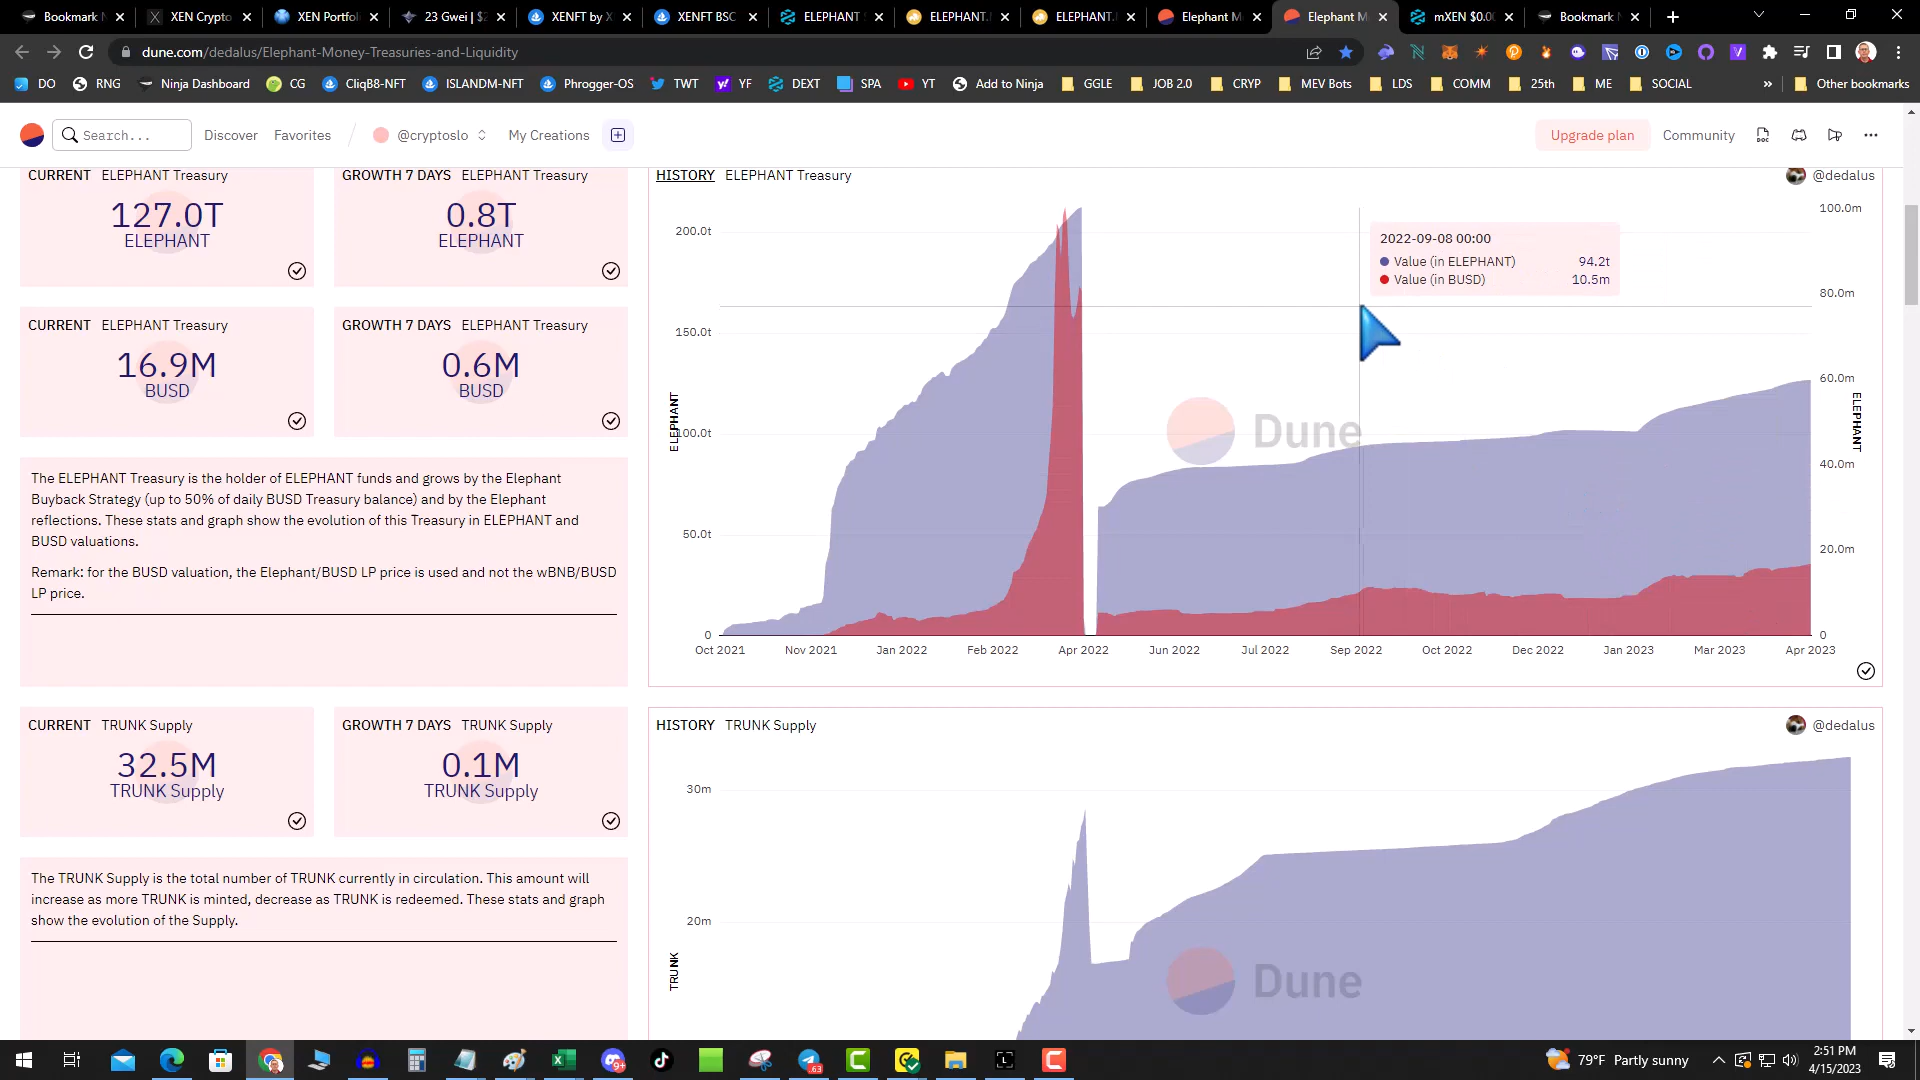 Bookmark N
XEN Crypto
XEN Portfol
23 Gwei | $2
XENFT by X
XENFT BSC
ELEPHANT $
ELEPHANT.
ELEPHANT.
Elephant M
Elephant M
mXEN $0.00
Bookmark N
dune.com/dedalus/Elephant-Money-Treasuries-and-Liquidity
DO RNG Ninja Dashboard CG CliqB8-NFT ISLANDM-NFT Phrogger-OS TWT YF DEXT SPA YT Add to Ninja GGLE JOB 2.0 CRYP MEV Bots LDS COMM 25th ME SOCIAL » Other bookmarks
Search... Discover Favorites @cryptoslo My Creations Upgrade plan Community
CURRENT ELEPHANT Treasury
127.0T
ELEPHANT
GROWTH 7 DAYS ELEPHANT Treasury
0.8T
ELEPHANT
CURRENT ELEPHANT Treasury
16.9M
BUSD
GROWTH 7 DAYS ELEPHANT Treasury
0.6M
BUSD
The ELEPHANT Treasury is the holder of ELEPHANT funds and grows by the Elephant
Buyback Strategy (up to 50% of daily BUSD Treasury balance) and by the Elephant
reflections. These stats and graph show the evolution of this Treasury in ELEPHANT and
BUSD valuations.
Remark: for the BUSD valuation, the Elephant/BUSD LP price is used and not the wBNB/BUSD
LP price.
HISTORY ELEPHANT Treasury
@dedalus
200.0t
150.0t
100.0t
50.0t
0
ELEPHANT
100.0m
80.0m
60.0m
40.0m
20.0m
0
ELEPHANT
2022-09-08 00:00
Value (in ELEPHANT) 94.2t
Value (in BUSD) 10.5m
Dune
Oct 2021 Nov 2021 Jan 2022 Feb 2022 Apr 2022 Jun 2022 Jul 2022 Sep 2022 Oct 2022 Dec 2022 Jan 2023 Mar 2023 Apr 2023
CURRENT TRUNK Supply
32.5M
TRUNK Supply
GROWTH 7 DAYS TRUNK Supply
0.1M
TRUNK Supply
The TRUNK Supply is the total number of TRUNK currently in circulation. This amount will
increase as more TRUNK is minted, decrease as TRUNK is redeemed. These stats and graph
show the evolution of the Supply.
HISTORY TRUNK Supply
@dedalus
30m
20m
TRUNK
Dune
79°F Partly sunny
2:51 PM
4/15/2023